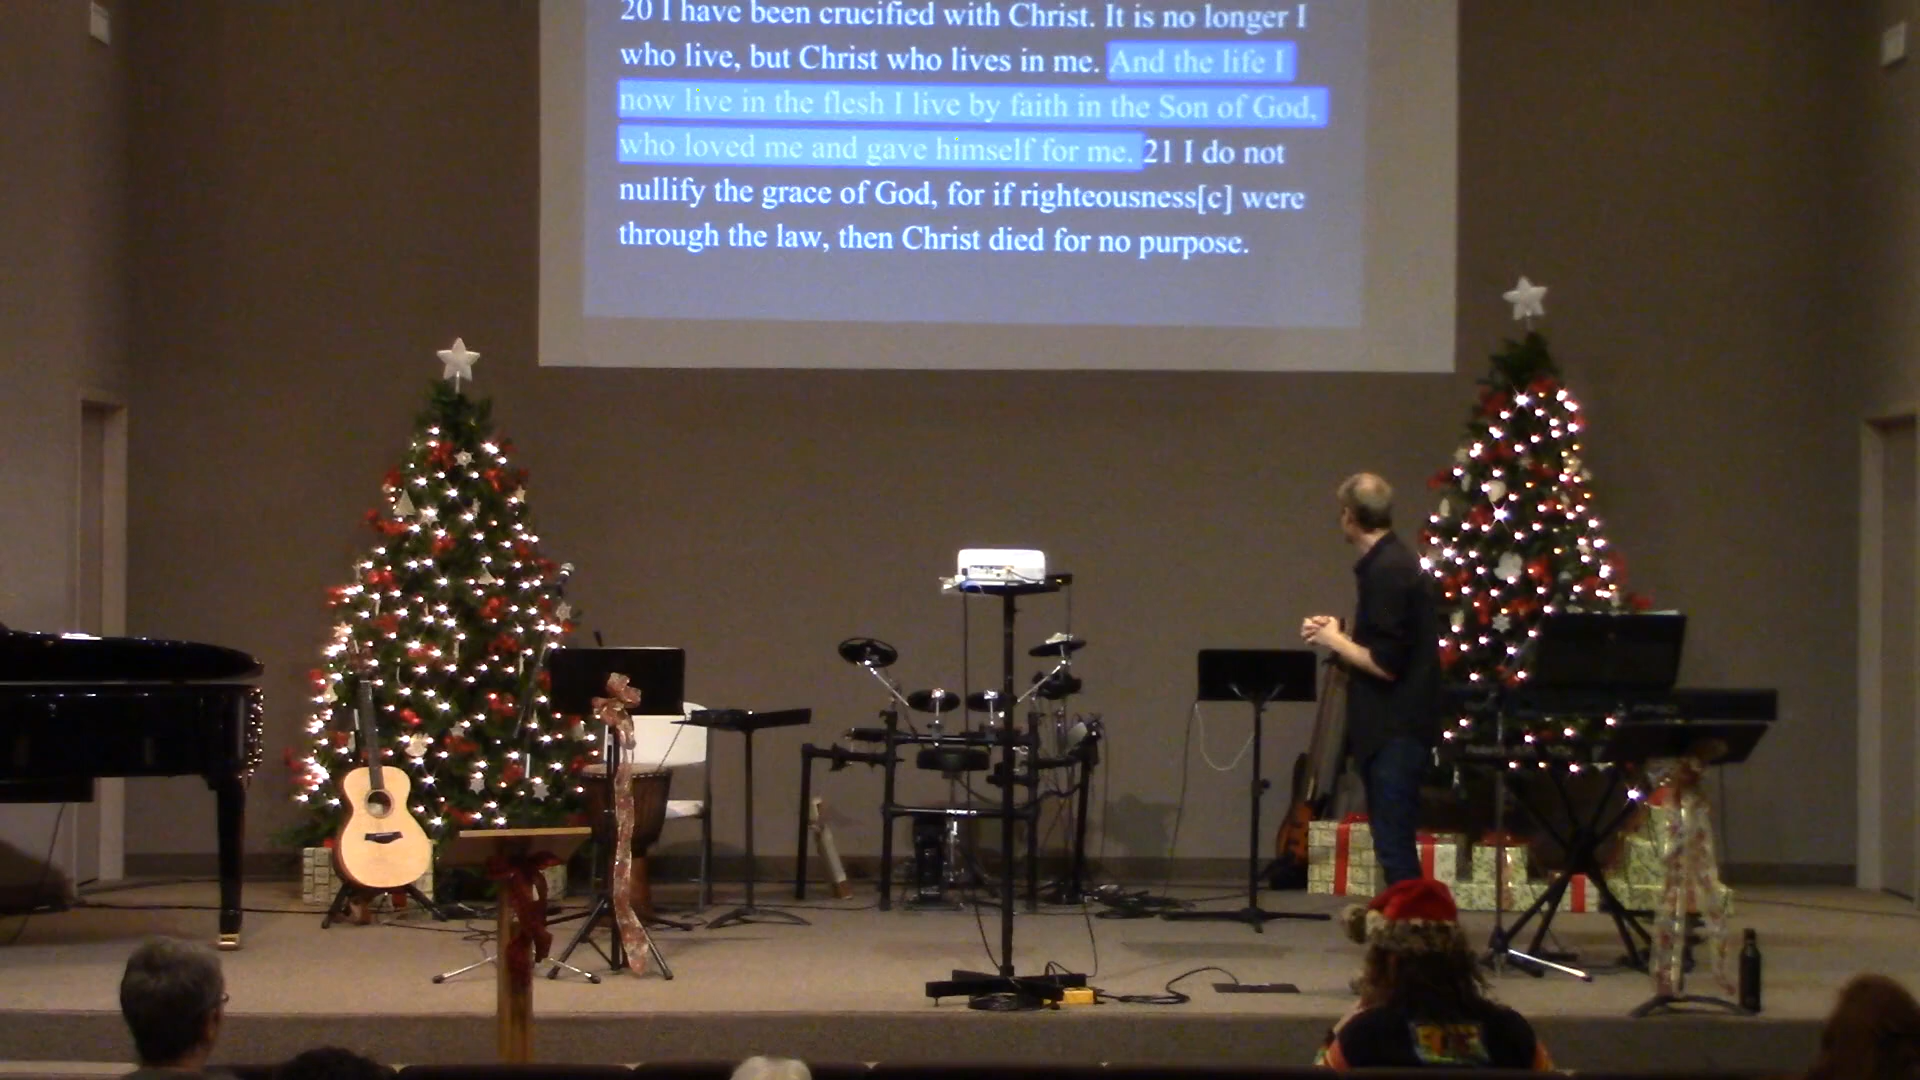 20 I have been crucified with Christ. It is no longer I
who live, but Christ who lives in me. And the life I
now live in the flesh I live by faith in the Son of God,
who loved me and gave himself for me. 21 I do not
nullify the grace of God, for if righteousness[c] were
through the law, then Christ died for no purpose.